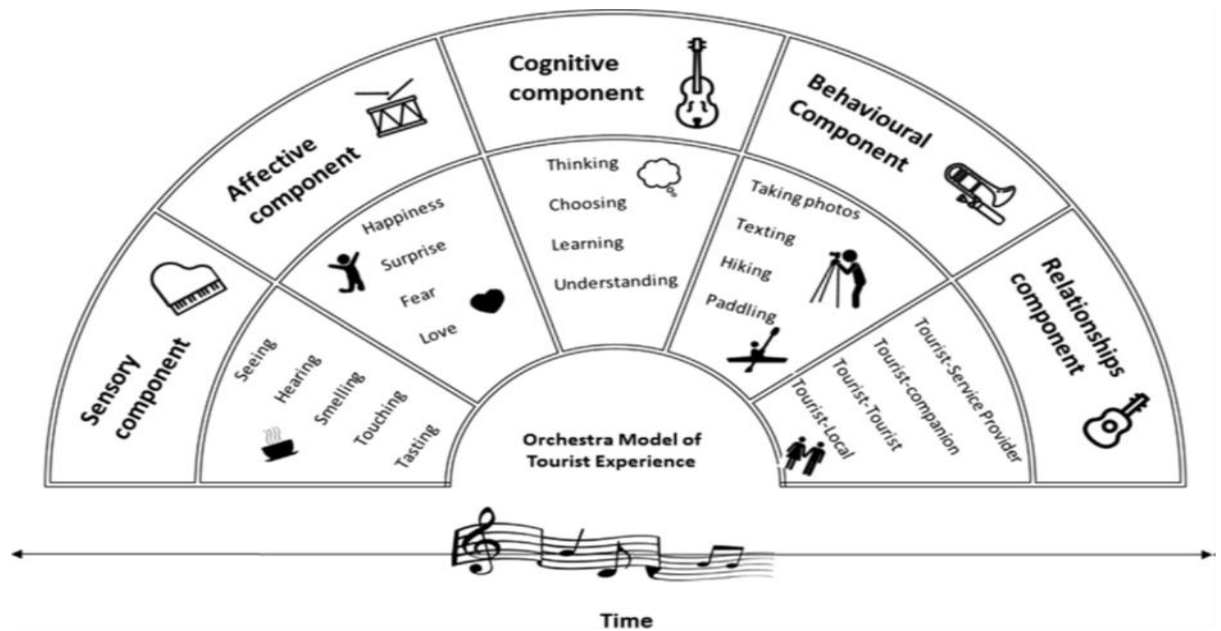 Sensory
component
Seeing
Hearing
Smelling
Touching
Tasting
Affective
component
Happiness
Surprise
Fear
Love
Cognitive
component
Thinking
Choosing
Learning
Understanding
Behavioural
Component
Taking photos
Texting
Hiking
Paddling
Relationships
component
Tourist-Service Provider
Tourist-companion
Tourist-Tourist
Tourist-Local
Orchestra Model of
Tourist Experience
Time